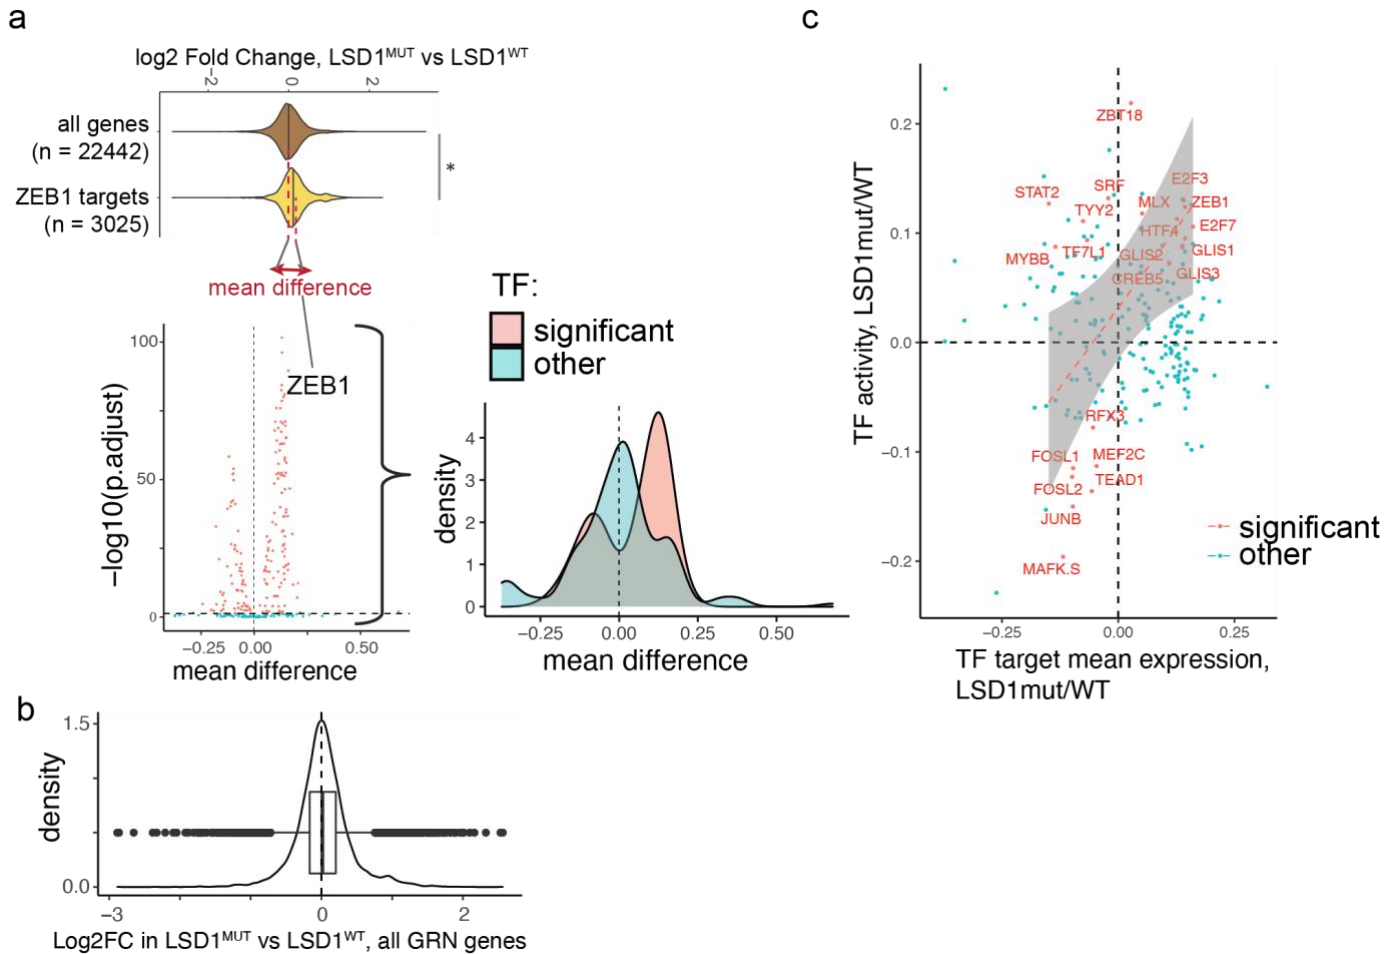 a
log2 Fold Change, LSD1MUT vs LSD1WT
−2 0 2
all genes
(n = 22442)
*
ZEB1 targets
(n = 3025)
mean difference
100
50
0
−log10(p.adjust)
ZEB1
−0.25 0.00 0.50
mean difference
TF:
significant
other
4
3
2
1
0
density
−0.25 0.00 0.25 0.50
mean difference
b
1.5
0.0
density
−3 0 2
Log2FC in LSD1MUT vs LSD1WT, all GRN genes
c
0.2
0.1
0.0
−0.1
−0.2
TF activity, LSD1mut/WT
ZBT18
E2F3
STAT2
SRF
MLX
ZEB1
TYY2
HTF4
E2F7
MYBB
TF7L1
GLIS2
GLIS1
CREB5
GLIS3
RFX3
FOSL1
MEF2C
TEAD1
FOSL2
JUNB
MAFK.S
significant
other
−0.25 0.00 0.25
TF target mean expression,
LSD1mut/WT